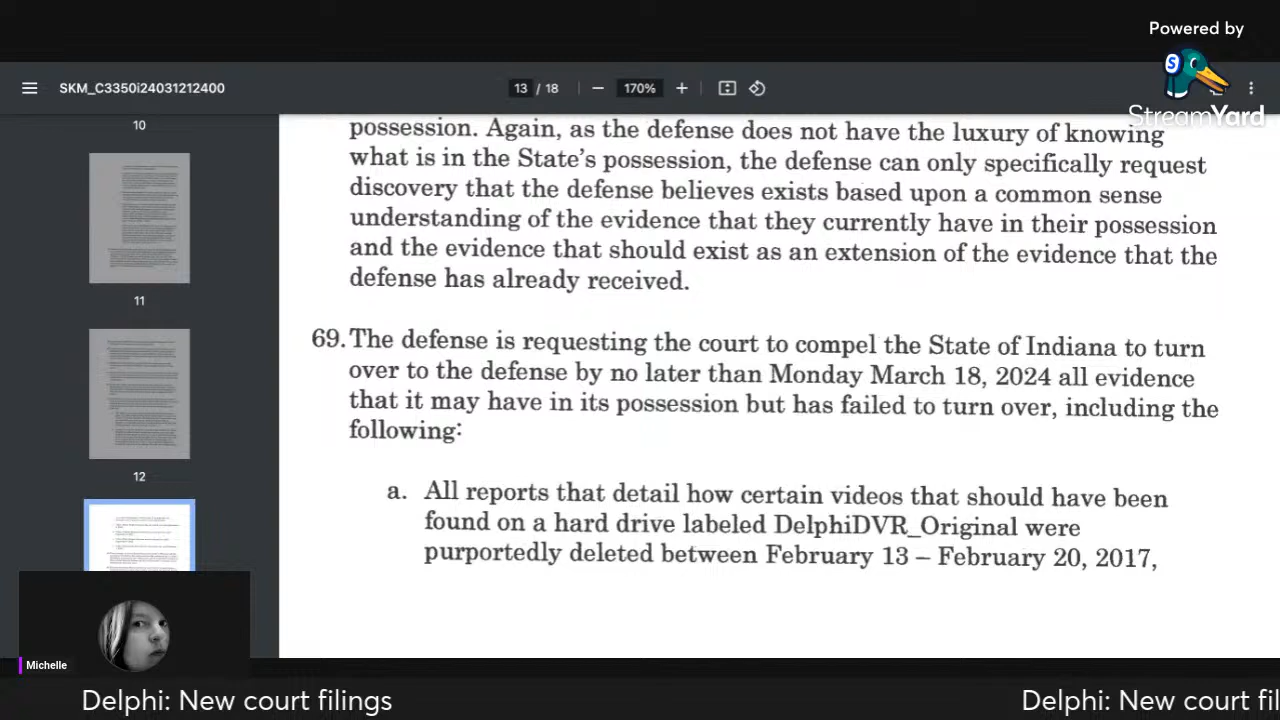 Powered by
StreamYard
SKM_C3350i24031212400
13 / 18
170%
10
11
12
possession. Again, as the defense does not have the luxury of knowing
what is in the State's possession, the defense can only specifically request
discovery that the defense believes exists based upon a common sense
understanding of the evidence that they currently have in their possession
and the evidence that should exist as an extension of the evidence that the
defense has already received.
69. The defense is requesting the court to compel the State of Indiana to turn
over to the defense by no later than Monday March 18, 2024 all evidence
that it may have in its possession but has failed to turn over, including the
following:
a. All reports that detail how certain videos that should have been
found on a hard drive labeled DelphiDVR_Original were
purportedly deleted between February 13 – February 20, 2017,
Michelle
Delphi: New court filings
Delphi: New court fil